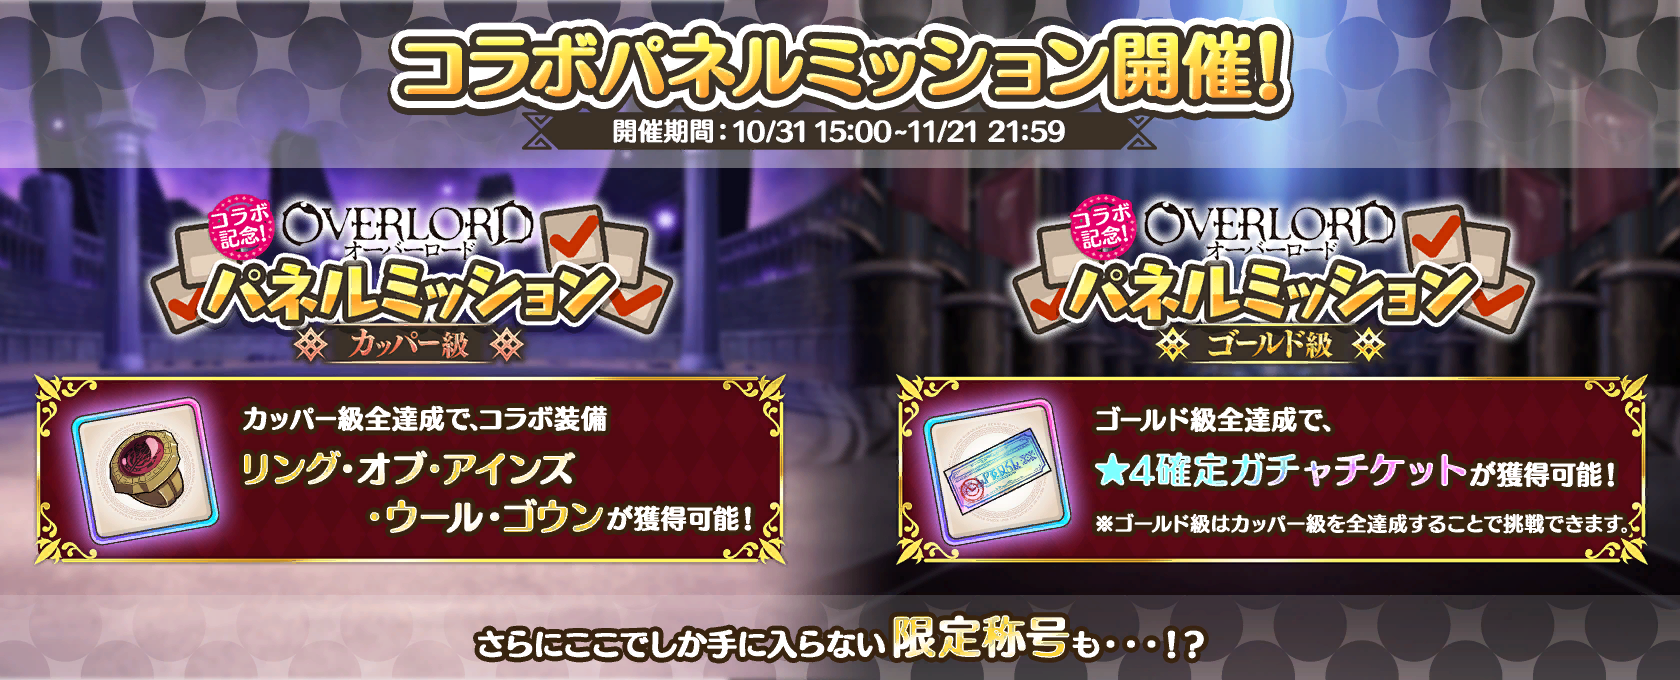 コラボパネルミッション開催!
開催期間：10/31 15:00~11/21 21:59
コラボ
記念!
OVERLORD
オーバーロード
パネルミッション
カッパー級
カッパー級全達成で、コラボ装備
リング・オブ・アインズ
・ウール・ゴウンが獲得可能!
コラボ
記念!
OVERLORD
オーバーロード
パネルミッション
ゴールド級
ゴールド級全達成で、
★4確定ガチャチケットが獲得可能!
※ゴールド級はカッパー級を全達成することで挑戦できます。
さらにここでしか手に入らない限定称号も・・・!?